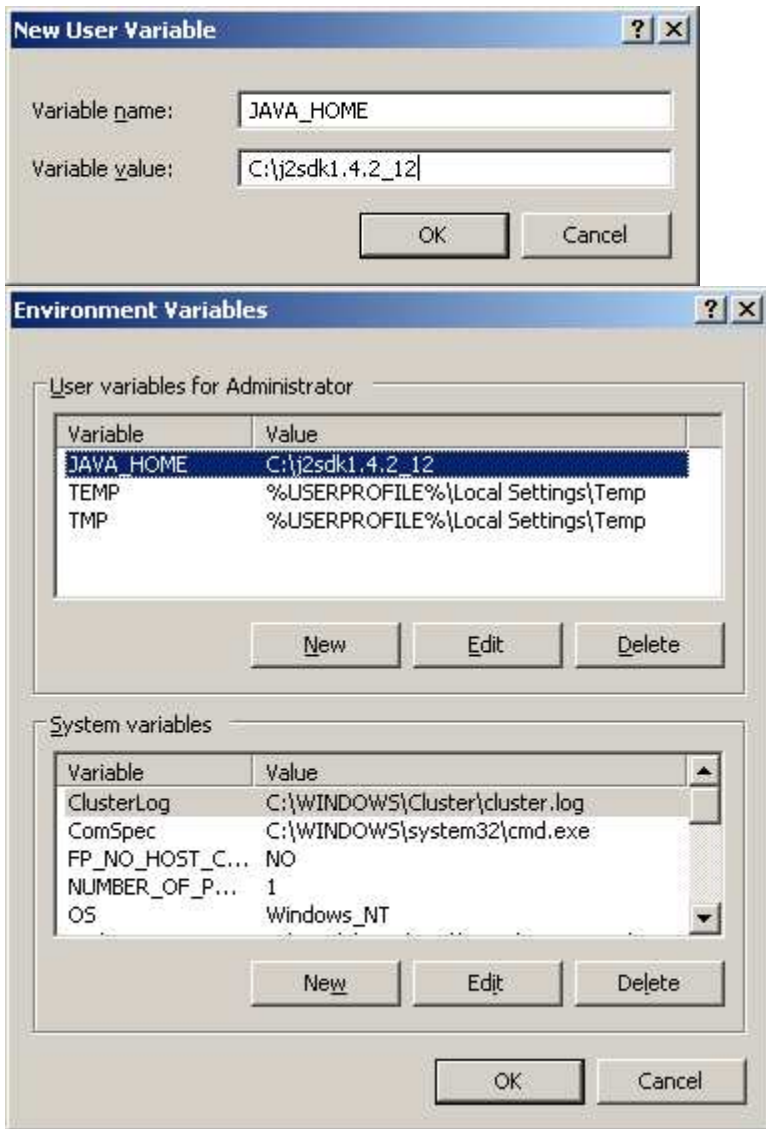 New User Variable
Variable name: JAVA_HOME
Variable value: C:\j2sdk1.4.2_12
OK Cancel
Environment Variables
User variables for Administrator
Variable Value
JAVA_HOME C:\j2sdk1.4.2_12
TEMP %USERPROFILE%\Local Settings\Temp
TMP %USERPROFILE%\Local Settings\Temp
New Edit Delete
System variables
Variable Value
ClusterLog C:\WINDOWS\Cluster\cluster.log
ComSpec C:\WINDOWS\system32\cmd.exe
FP_NO_HOST_C... NO
NUMBER_OF_P... 1
OS Windows_NT
New Edit Delete
OK Cancel